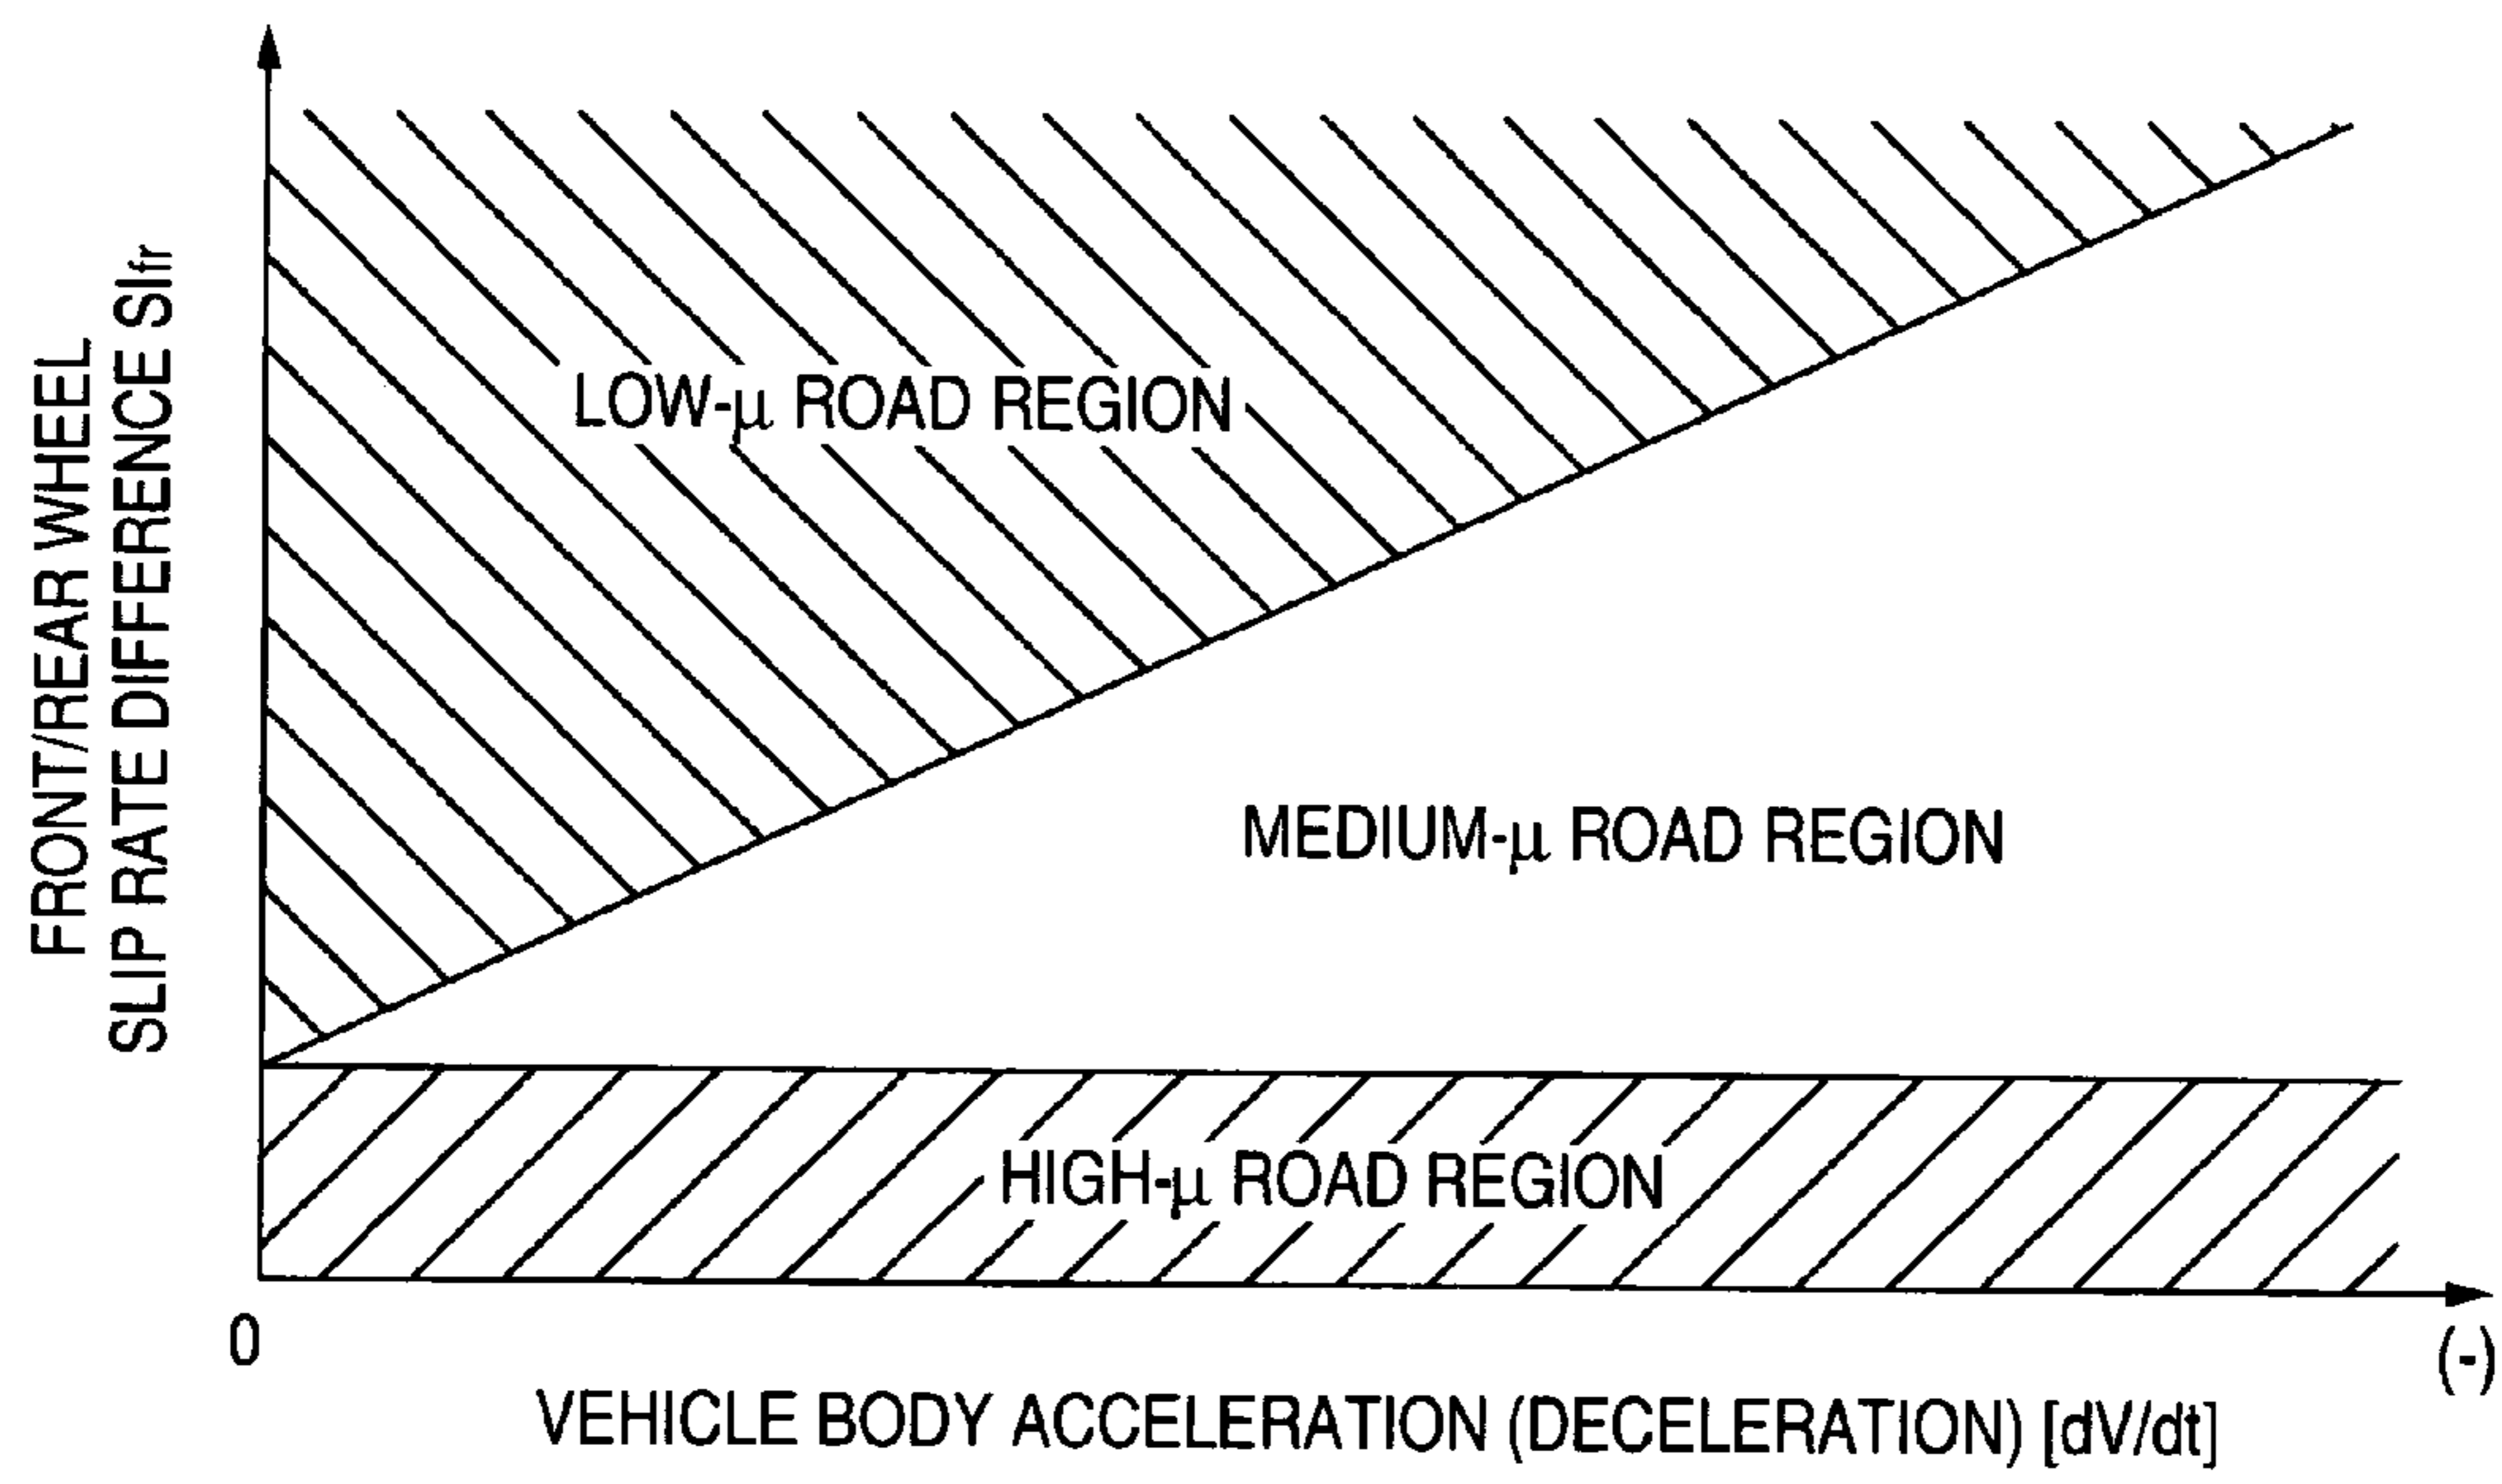 FRONT/REAR WHEEL
SLIP RATE DIFFERENCE Slfr
LOW-μ ROAD REGION
MEDIUM-μ ROAD REGION
HIGH-μ ROAD REGION
0
(-)
VEHICLE BODY ACCELERATION (DECELERATION) [dV/dt]